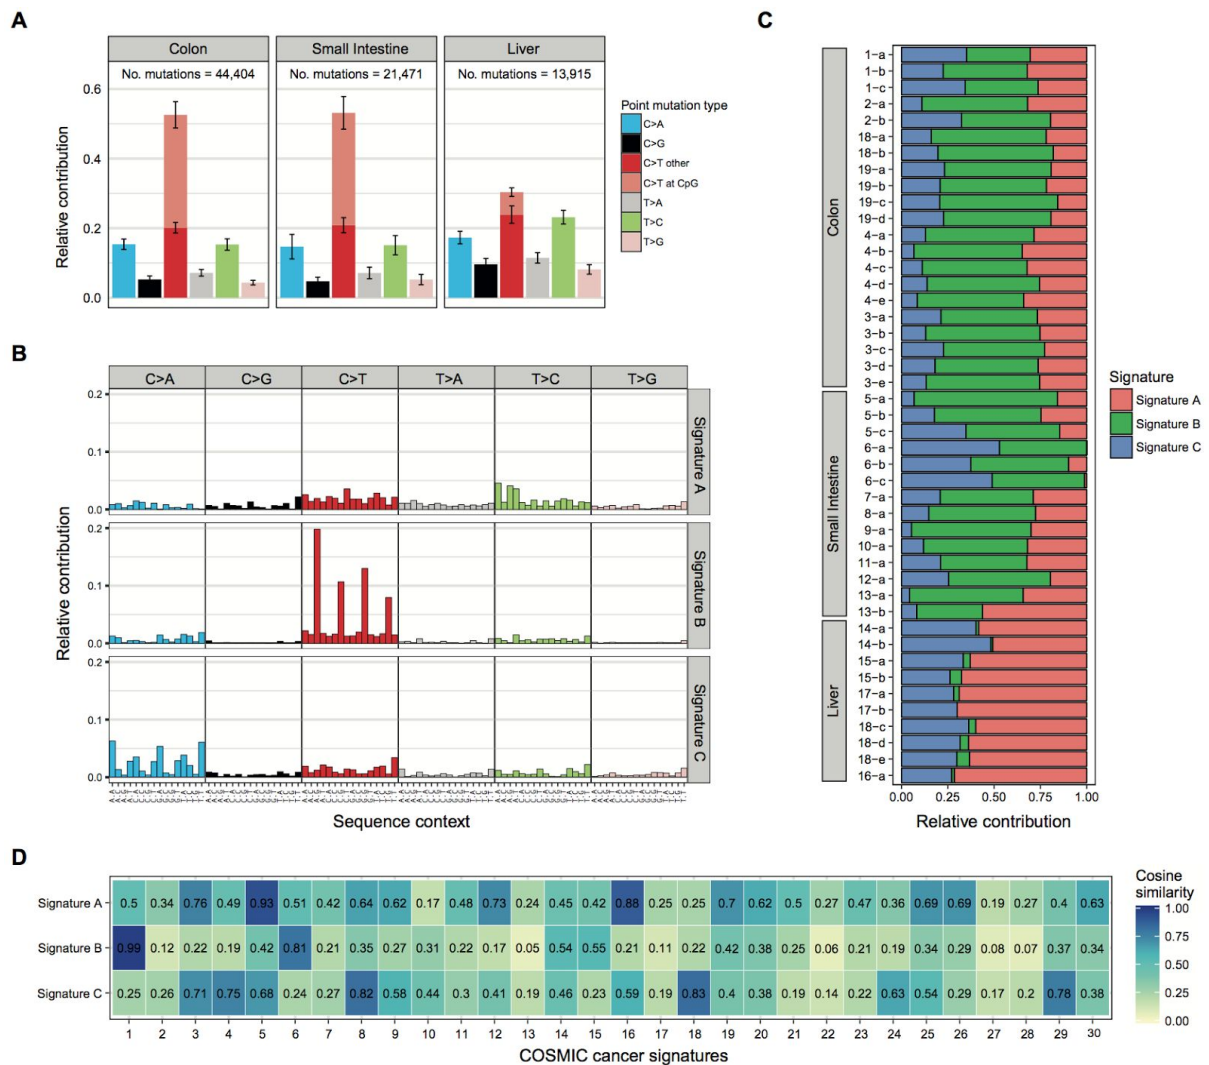 A
Colon
Small Intestine
Liver
No. mutations = 44,404
No. mutations = 21,471
No. mutations = 13,915
Relative contribution
0.6
0.4
0.2
0.0
Point mutation type
C>A
C>G
C>T other
C>T at CpG
T>A
T>C
T>G
B
C>A
C>G
C>T
T>A
T>C
T>G
Relative contribution
0.2
0.1
0.0
Signature A
0.2
0.1
0.0
Signature B
0.2
0.1
0.0
Signature C
Sequence context
C
Colon
1-a
1-b
1-c
2-a
2-b
18-a
18-b
19-a
19-b
19-c
19-d
4-a
4-b
4-c
4-d
4-e
3-a
3-b
3-c
3-d
3-e
Small Intestine
5-a
5-b
5-c
6-a
6-b
6-c
7-a
8-a
9-a
10-a
11-a
12-a
13-a
13-b
Liver
14-a
14-b
15-a
15-b
17-a
17-b
18-c
18-d
18-e
16-a
0.00 0.25 0.50 0.75 1.00
Relative contribution
Signature
Signature A
Signature B
Signature C
D
Signature A 0.5 0.34 0.76 0.49 0.93 0.51 0.42 0.64 0.62 0.17 0.48 0.73 0.24 0.45 0.42 0.88 0.25 0.25 0.7 0.62 0.5 0.27 0.47 0.36 0.69 0.69 0.19 0.27 0.4 0.63
Signature B 0.99 0.12 0.22 0.19 0.42 0.81 0.21 0.35 0.27 0.31 0.22 0.17 0.05 0.54 0.55 0.21 0.11 0.22 0.42 0.38 0.25 0.06 0.21 0.19 0.34 0.29 0.08 0.07 0.37 0.34
Signature C 0.25 0.26 0.71 0.75 0.68 0.24 0.27 0.82 0.58 0.44 0.3 0.41 0.19 0.46 0.23 0.59 0.19 0.83 0.4 0.38 0.19 0.14 0.22 0.63 0.54 0.29 0.17 0.2 0.78 0.38
1 2 3 4 5 6 7 8 9 10 11 12 13 14 15 16 17 18 19 20 21 22 23 24 25 26 27 28 29 30
COSMIC cancer signatures
Cosine
similarity
1.00
0.75
0.50
0.25
0.00